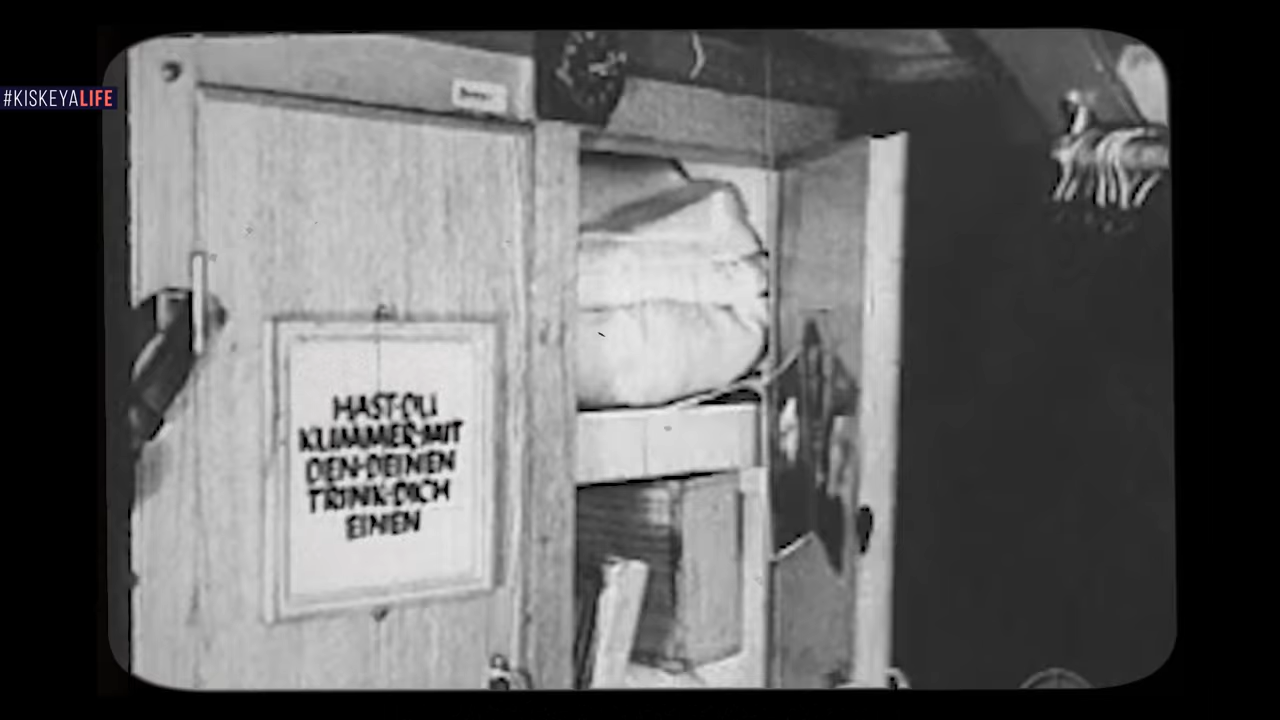 #KISKEYALIFE
HAST·DU
KUMMER·MIT
DEN·DEINEN
TRINK·DICH
EINEN